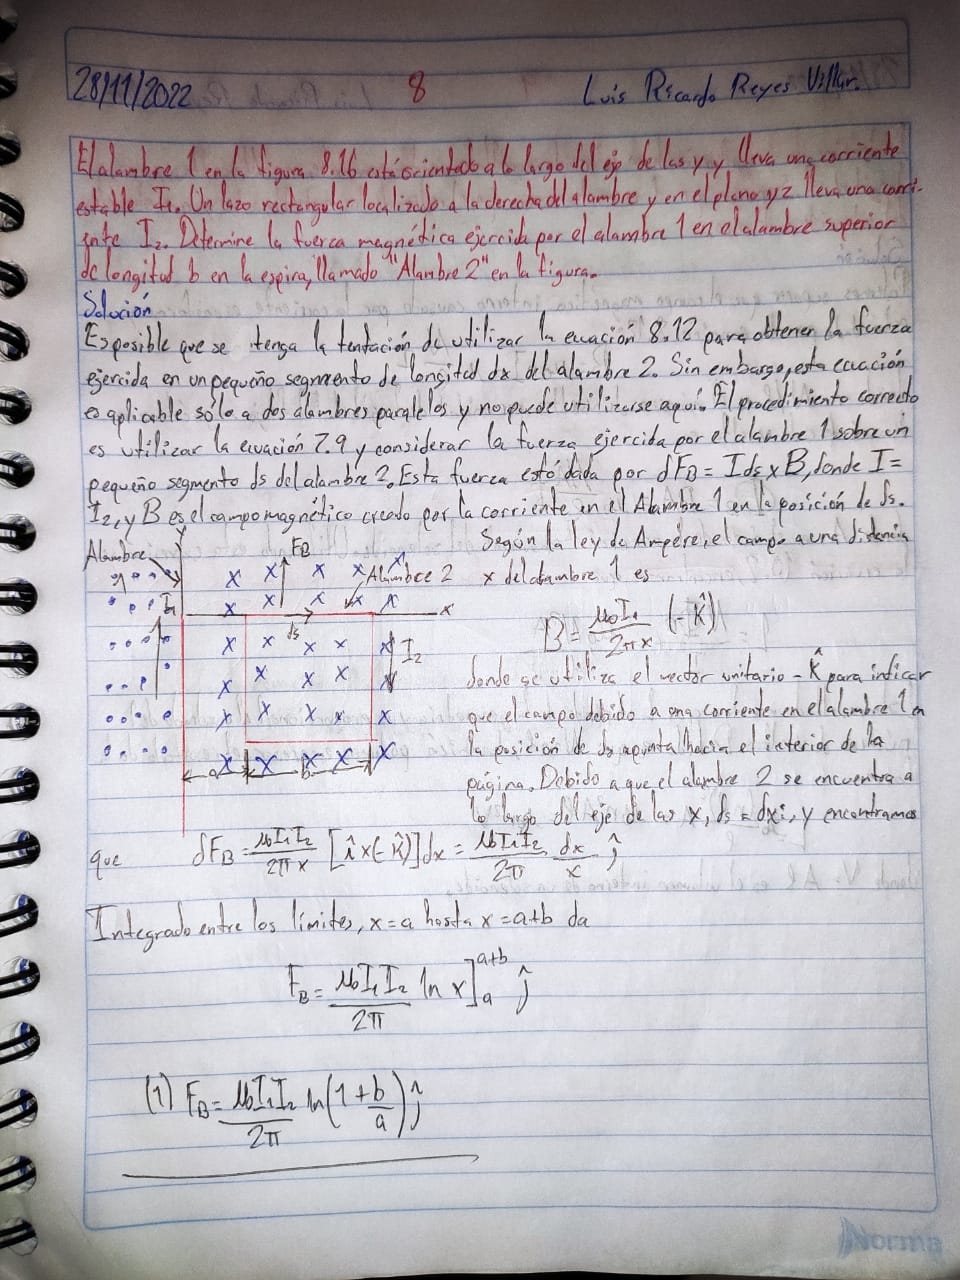 28/11/2022 8 Luis Ricardo Reyes Villar.
El alambre 1 en la figura 8.16 está orientado a lo largo del eje de las y y lleva una corriente
estable I₁. Un lazo rectangular localizado a la derecha del alambre y en el plano yz lleva una corri-
ente I₂. Determine la fuerza magnética ejercida por el alambre 1 en el alambre superior
de longitud b en la espira, llamado "Alambre 2" en la figura.
Solución
Es posible que se tenga la tentación de utilizar la ecuación 8.12 para obtener la fuerza
ejercida en un pequeño segmento de longitud dx del alambre 2. Sin embargo, esta ecuación
es aplicable sólo a dos alambres paralelos y no puede utilizarse aquí. El procedimiento correcto
es utilizar la ecuación 7.9 y considerar la fuerza ejercida por el alambre 1 sobre un
pequeño segmento ds del alambre 2. Esta fuerza está dada por dFB = Ids x B, donde I=
I₂, y B es el campo magnético creado por la corriente en el Alambre 1 en la posición de ds.
Según la ley de Ampére, el campo a una distancia
x del alambre 1 es
Alambre
1
y
FB
Alambre 2
I₁
x
ds
I₂
a
b
B = μ₀I₁/2πx (-k̂)
donde se utiliza el vector unitario - k̂ para indicar
que el campo debido a una corriente en el alambre 1 en
la posición de ds apunta hacia el interior de la
página. Debido a que el alambre 2 se encuentra a
lo largo del eje de las x, ds = dxi, y encontramos
que dFB = μ₀I₁I₂/2π x [î x(-k̂)]dx = μ₀I₁I₂/2π dx/x ĵ
Integrado entre los límites, x=a hasta x=a+b da
FB = μ₀I₁I₂/2π ln x]ₐᵃ⁺ᵇ ĵ
(1) FB = μ₀I₁I₂/2π ln(1+b/a) ĵ
Norma